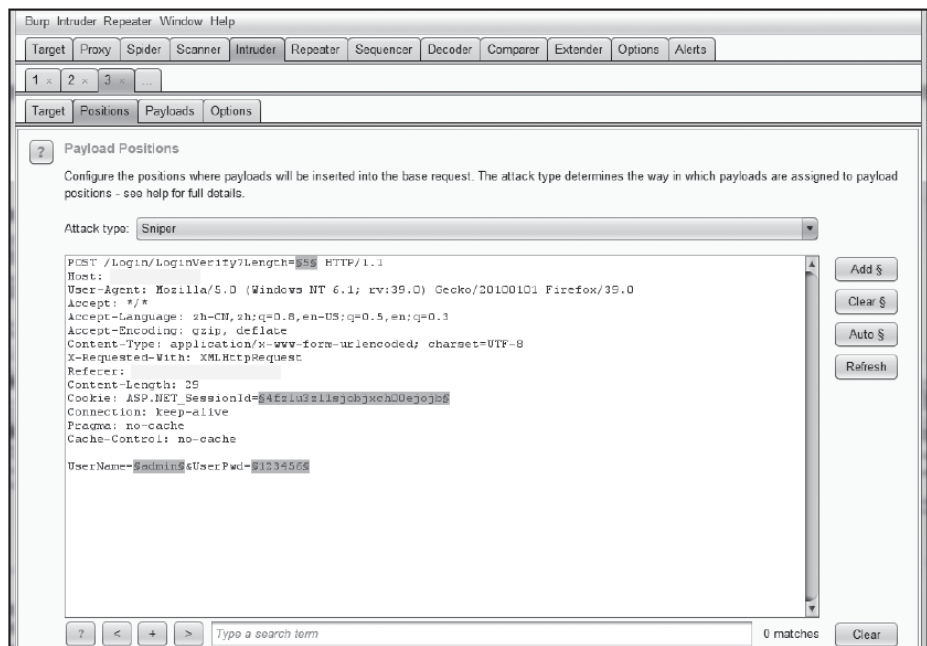 Burp Intruder Repeater Window Help
Target Proxy Spider Scanner Intruder Repeater Sequencer Decoder Comparer Extender Options Alerts
1 × 2 × 3 × ...
Target Positions Payloads Options
? Payload Positions
Configure the positions where payloads will be inserted into the base request. The attack type determines the way in which payloads are assigned to payload
positions - see help for full details.
Attack type: Sniper
POST /Login/LoginVerify?Length=§5§ HTTP/1.1
Host:
User-Agent: Mozilla/5.0 (Windows NT 6.1; rv:39.0) Gecko/20100101 Firefox/39.0
Accept: */*
Accept-Language: zh-CN,zh;q=0.8,en-US;q=0.5,en;q=0.3
Accept-Encoding: gzip, deflate
Content-Type: application/x-www-form-urlencoded; charset=UTF-8
X-Requested-With: XMLHttpRequest
Referer:
Content-Length: 29
Cookie: ASP.NET_SessionId=
Connection: keep-alive
Pragma: no-cache
Cache-Control: no-cache
UserName=§admin§&UserPwd=§123456§
Add §
Clear §
Auto §
Refresh
? < + > Type a search term 0 matches Clear